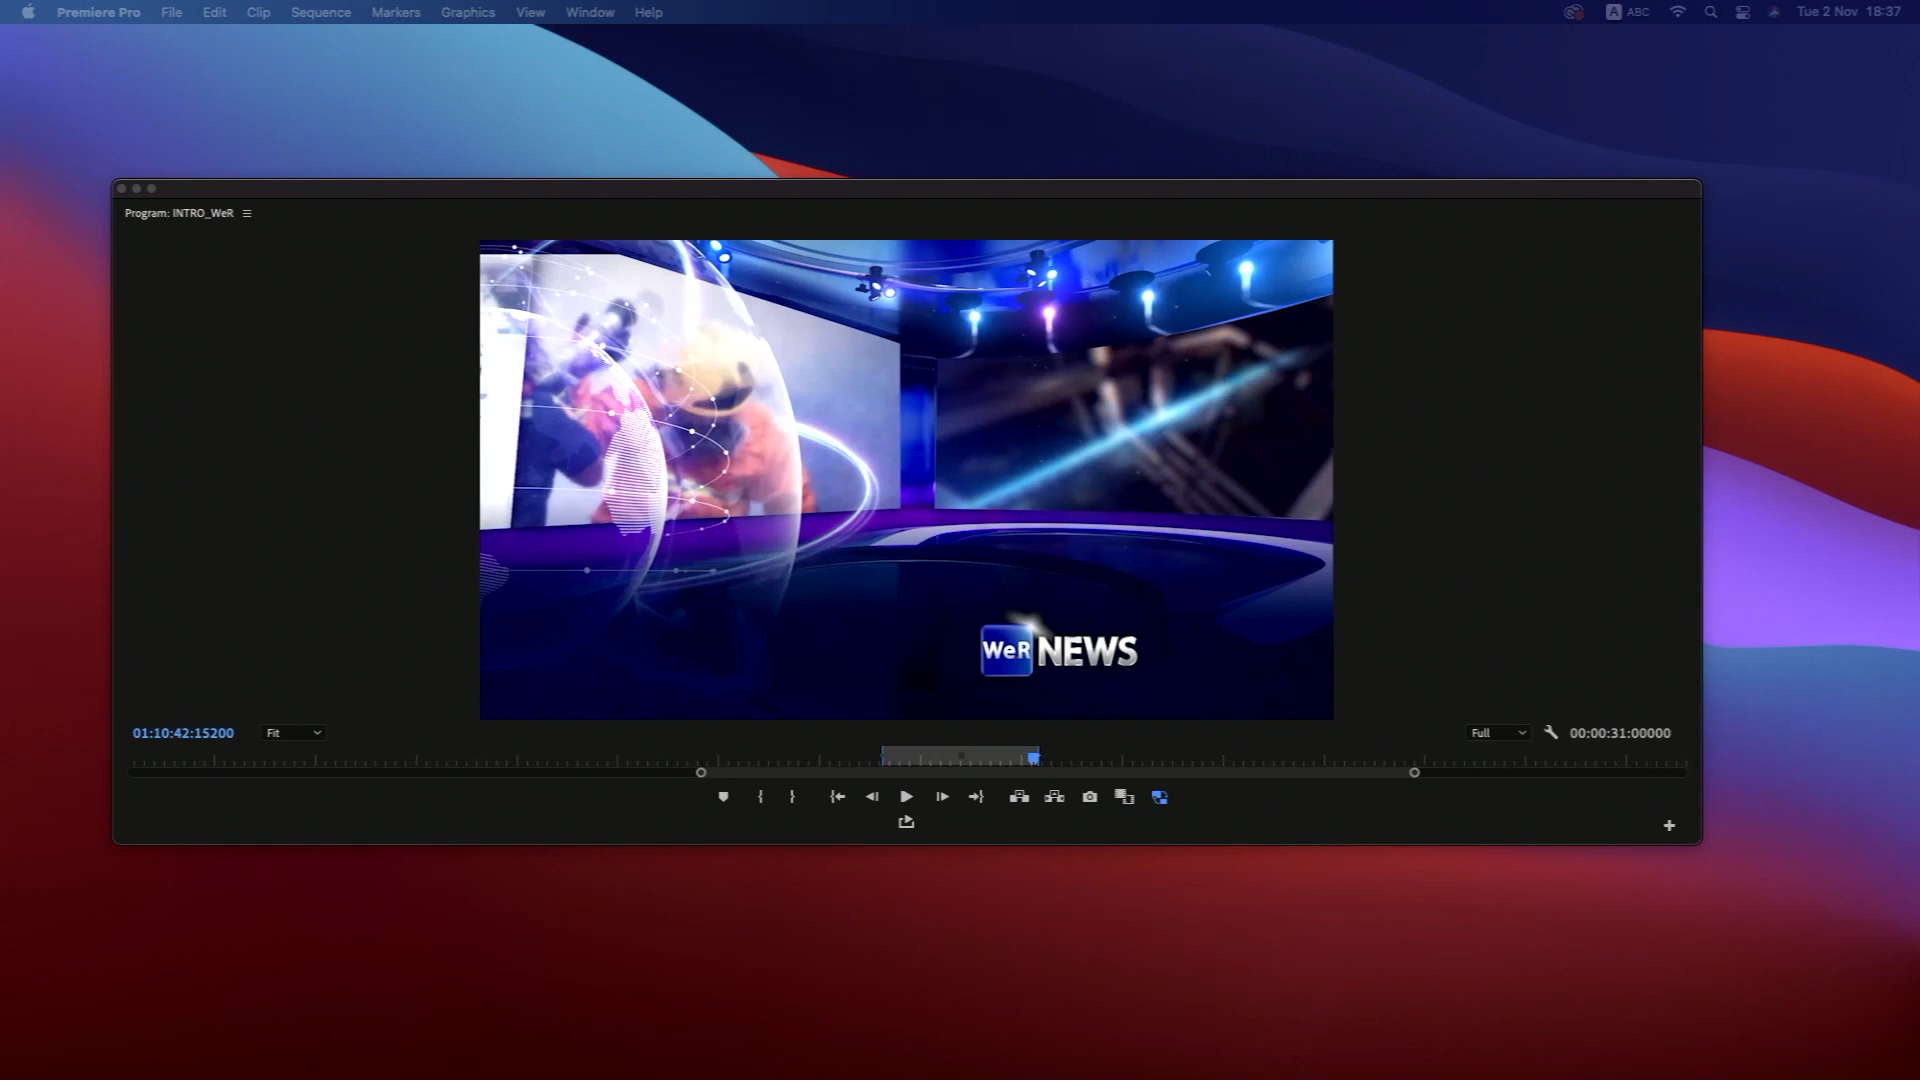 Premiere Pro File Edit Clip Sequence Markers Graphics View Window Help A ABC Tue 2 Nov 18:37
Program: INTRO_WeR
WeR NEWS
01:10:42:15200 Fit Full 00:00:31:00000